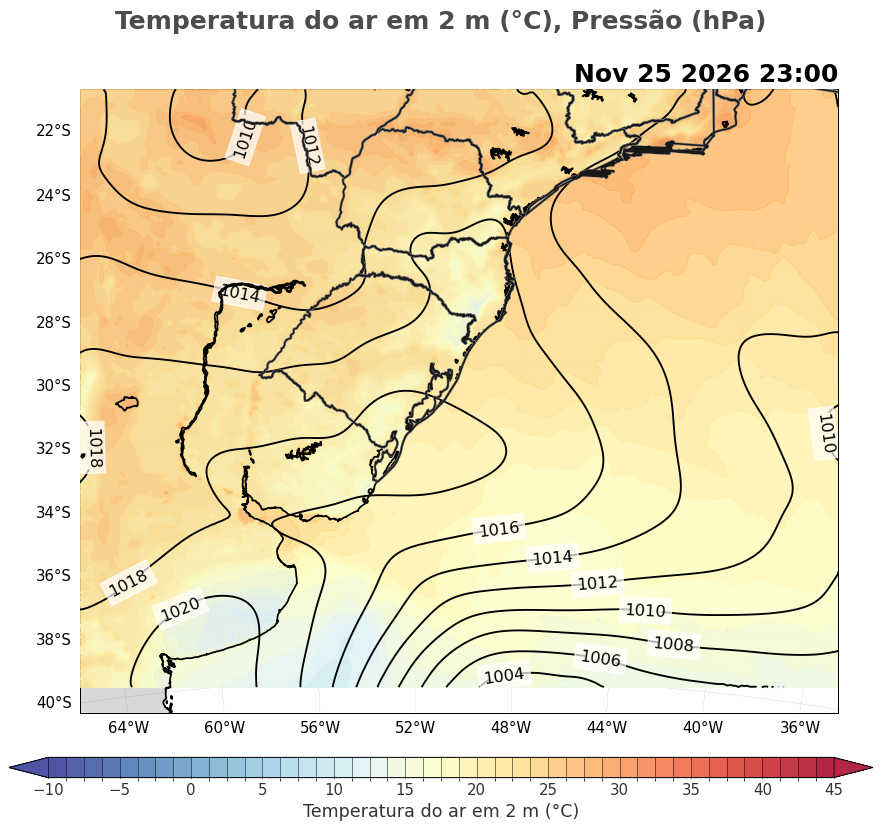 Temperatura do ar em 2 m (°C), Pressão (hPa)
Nov 25 2026 23:00
22°S
24°S
26°S
28°S
30°S
32°S
34°S
36°S
38°S
40°S
1010
1012
1014
1018
1010
1016
1014
1018
1012
1020
1010
1008
1006
1004
64°W 60°W 56°W 52°W 48°W 44°W 40°W 36°W
−10 −5 0 5 10 15 20 25 30 35 40 45
Temperatura do ar em 2 m (°C)